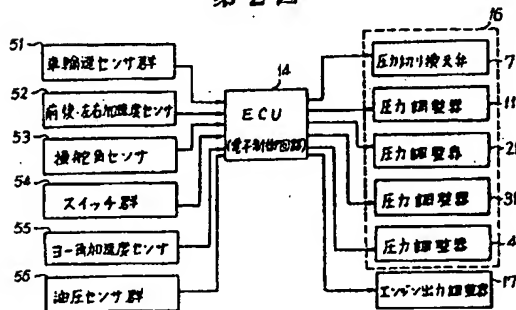 第2図
16
51
車輪速センサ群
52
前後・左右加速度センサ
53
操舵角センサ
54
スイッチ群
55
ヨー角加速度センサ
56
油圧センサ群
14
ECU
(電子制御回路)
圧力切り換え弁
7
圧力調整器
11
圧力調整器
21
圧力調整器
31
圧力調整器
4
エンジン出力調整器
17